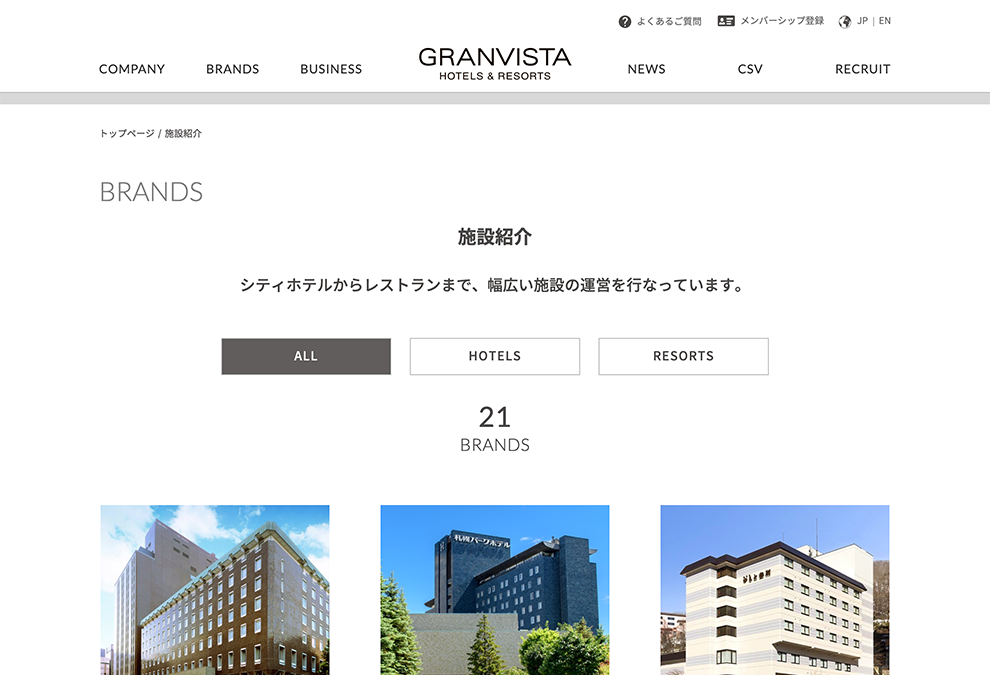 よくあるご質問 メンバーシップ登録 JP | EN
COMPANY BRANDS BUSINESS GRANVISTA NEWS CSV RECRUIT
HOTELS & RESORTS
トップページ / 施設紹介
BRANDS
施設紹介
シティホテルからレストランまで、幅広い施設の運営を行なっています。
ALL HOTELS RESORTS
21
BRANDS
札幌パークホテル